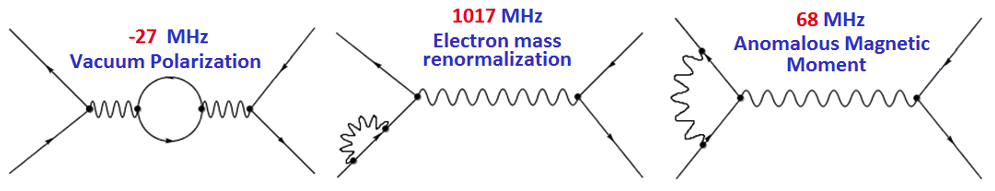 -27 MHz
Vacuum Polarization
1017 MHz
Electron mass
renormalization
68 MHz
Anomalous Magnetic
Moment